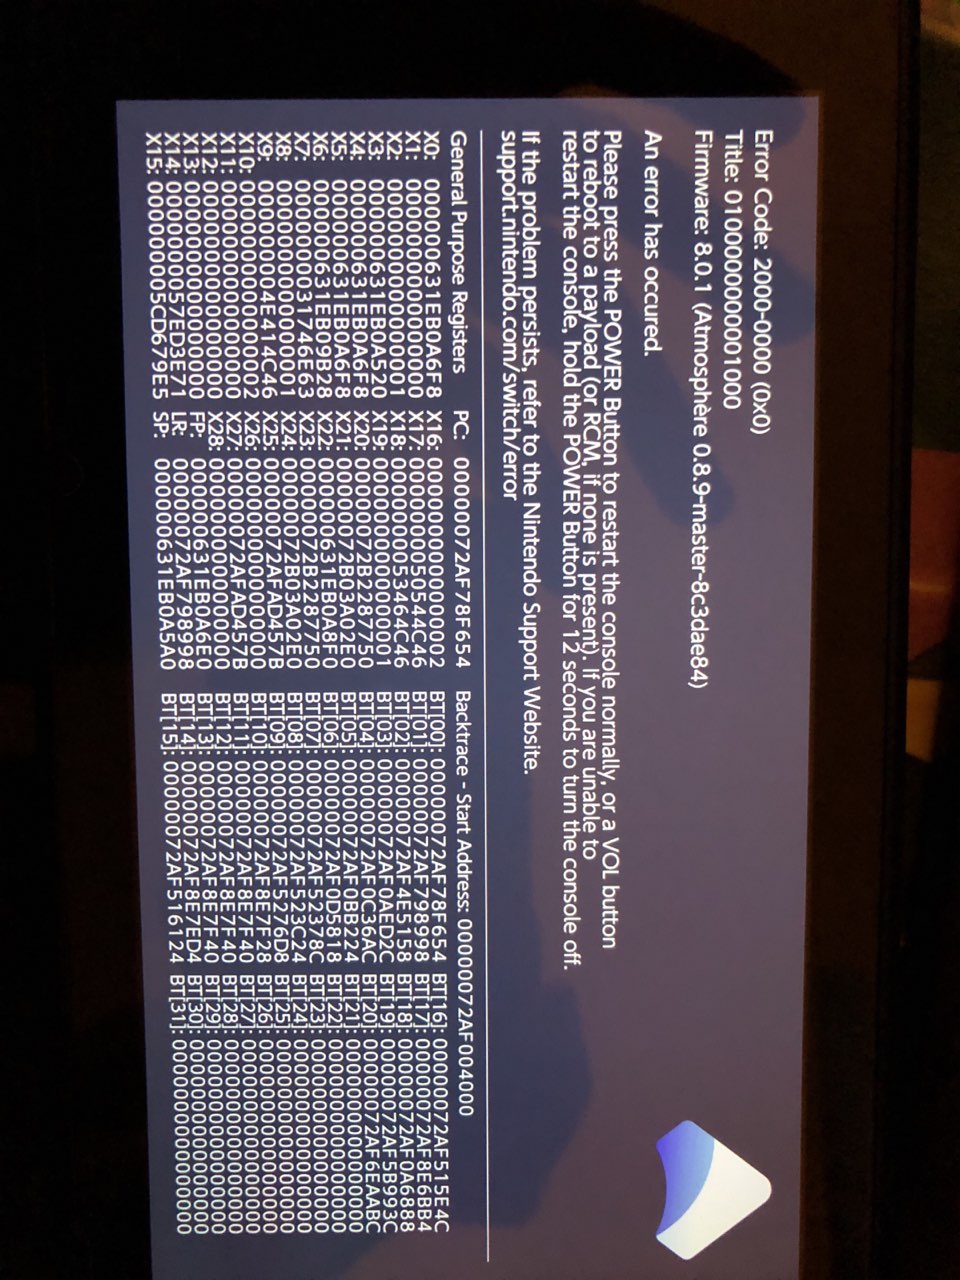 Error Code: 2000-0000 (0x0)
Title: 0100000000001000
Firmware: 8.0.1 (Atmosphère 0.8.9-master-8c3dae84)
An error has occured.
Please press the POWER Button to restart the console normally, or a VOL button
to reboot to a payload (or RCM, if none is present). If you are unable to
restart the console, hold the POWER Button for 12 seconds to turn the console off.
If the problem persists, refer to the Nintendo Support Website.
support.nintendo.com/switch/error
General Purpose Registers PC: 00000072AF78F654 Backtrace - Start Address: 00000072AF004000
X0: 000000631EB0A6F8 X16: 0000000000000002 BT[00]: 00000072AF78F654 BT[16]: 00000072AF515E4C
X1: 0000000000000000 X17: 0000000050544C46 BT[01]: 00000072AF798998 BT[17]: 00000072AF8E6BB4
X2: 0000000000000001 X18: 0000000053464C46 BT[02]: 00000072AF4E5158 BT[18]: 00000072AF0A6888
X3: 000000631EB0A520 X19: 0000000000000001 BT[03]: 00000072AF0AED2C BT[19]: 00000072AF5B993C
X4: 000000631EB0A6F8 X20: 00000072B2287750 BT[04]: 00000072AF0C36AC BT[20]: 00000072AF6EAABC
X5: 000000631EB0A6F8 X21: 00000072B03A02E0 BT[05]: 00000072AF0BB224 BT[21]: 0000000000000000
X6: 000000631EB09B28 X22: 000000631EB0A8F0 BT[06]: 00000072AF0D5818 BT[22]: 0000000000000000
X7: 0000000031746E63 X23: 00000072B2287750 BT[07]: 00000072AF52378C BT[23]: 0000000000000000
X8: 0000000000000001 X24: 00000072B03A02E0 BT[08]: 00000072AF523C24 BT[24]: 0000000000000000
X9: 000000004E414C46 X25: 00000072AFAD457B BT[09]: 00000072AF5276D8 BT[25]: 0000000000000000
X10: 0000000000000002 X26: 0000000000000000 BT[10]: 00000072AF8E7F28 BT[26]: 0000000000000000
X11: 0000000000000000 X27: 00000072AFAD457B BT[11]: 00000072AF8E7F40 BT[27]: 0000000000000000
X12: 0000000000000000 X28: 0000000000000000 BT[12]: 00000072AF8E7F40 BT[28]: 0000000000000000
X13: 0000000000000000 FP: 000000631EB0A6E0 BT[13]: 00000072AF8E7F40 BT[29]: 0000000000000000
X14: 0000000057ED3E71 LR: 00000072AF798998 BT[14]: 00000072AF8E7ED4 BT[30]: 0000000000000000
X15: 000000005CD679E5 SP: 000000631EB0A5A0 BT[15]: 00000072AF516124 BT[31]: 0000000000000000